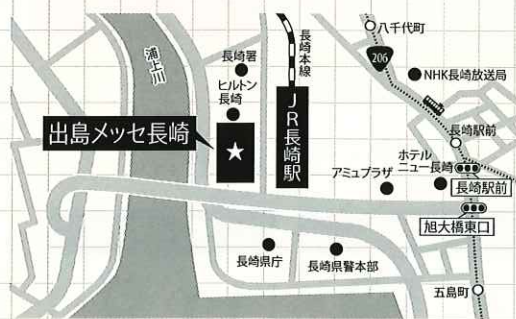 浦上川
長崎署
ヒルトン
長崎
出島メッセ長崎
長崎本線
JR長崎駅
八千代町
206
NHK長崎放送局
長崎駅前
ホテル
ニュー長崎
アミュプラザ
長崎駅前
旭大橋東口
長崎県庁
長崎県警本部
五島町